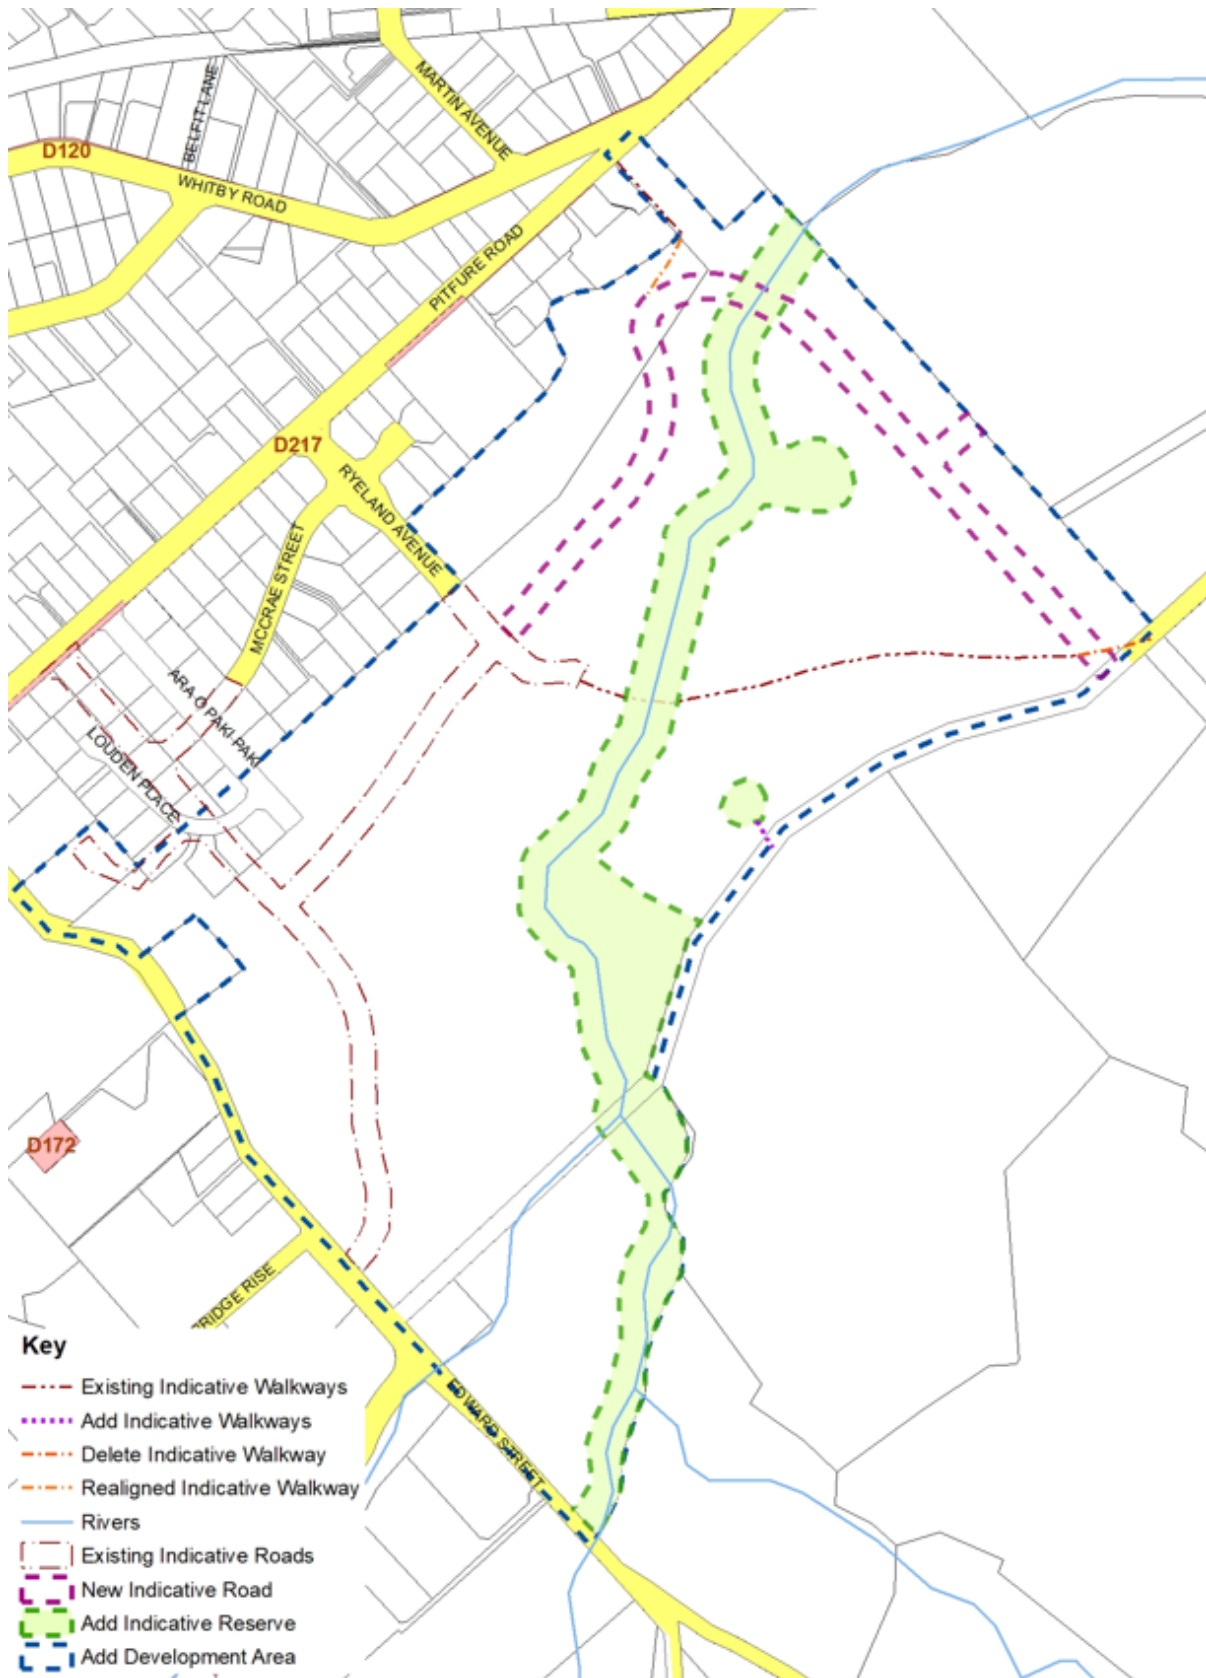 MARTIN AVENUE
BELFIT LANE
D120
WHITBY ROAD
PITFURE ROAD
D217
RYELAND AVENUE
MCCRAE STREET
ARA O PAKI PAKI
LOUDEN PLACE
D172
BRIDGE RISE
EDWARD STREET
Key
Existing Indicative Walkways
Add Indicative Walkways
Delete Indicative Walkway
Realigned Indicative Walkway
Rivers
Existing Indicative Roads
New Indicative Road
Add Indicative Reserve
Add Development Area